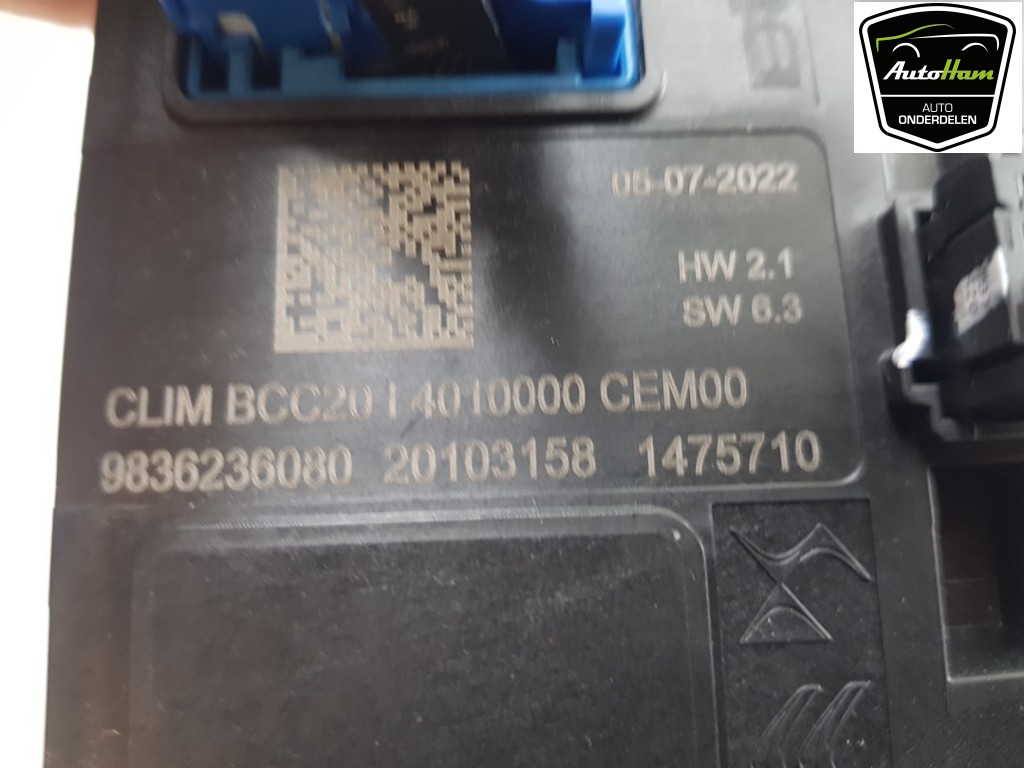 AutoHam
AUTO
ONDERDELEN
05-07-2022
HW 2.1
SW 6.3
CLIM BCC20 I 4010000 CEM00
9836236080 20103158 1475710